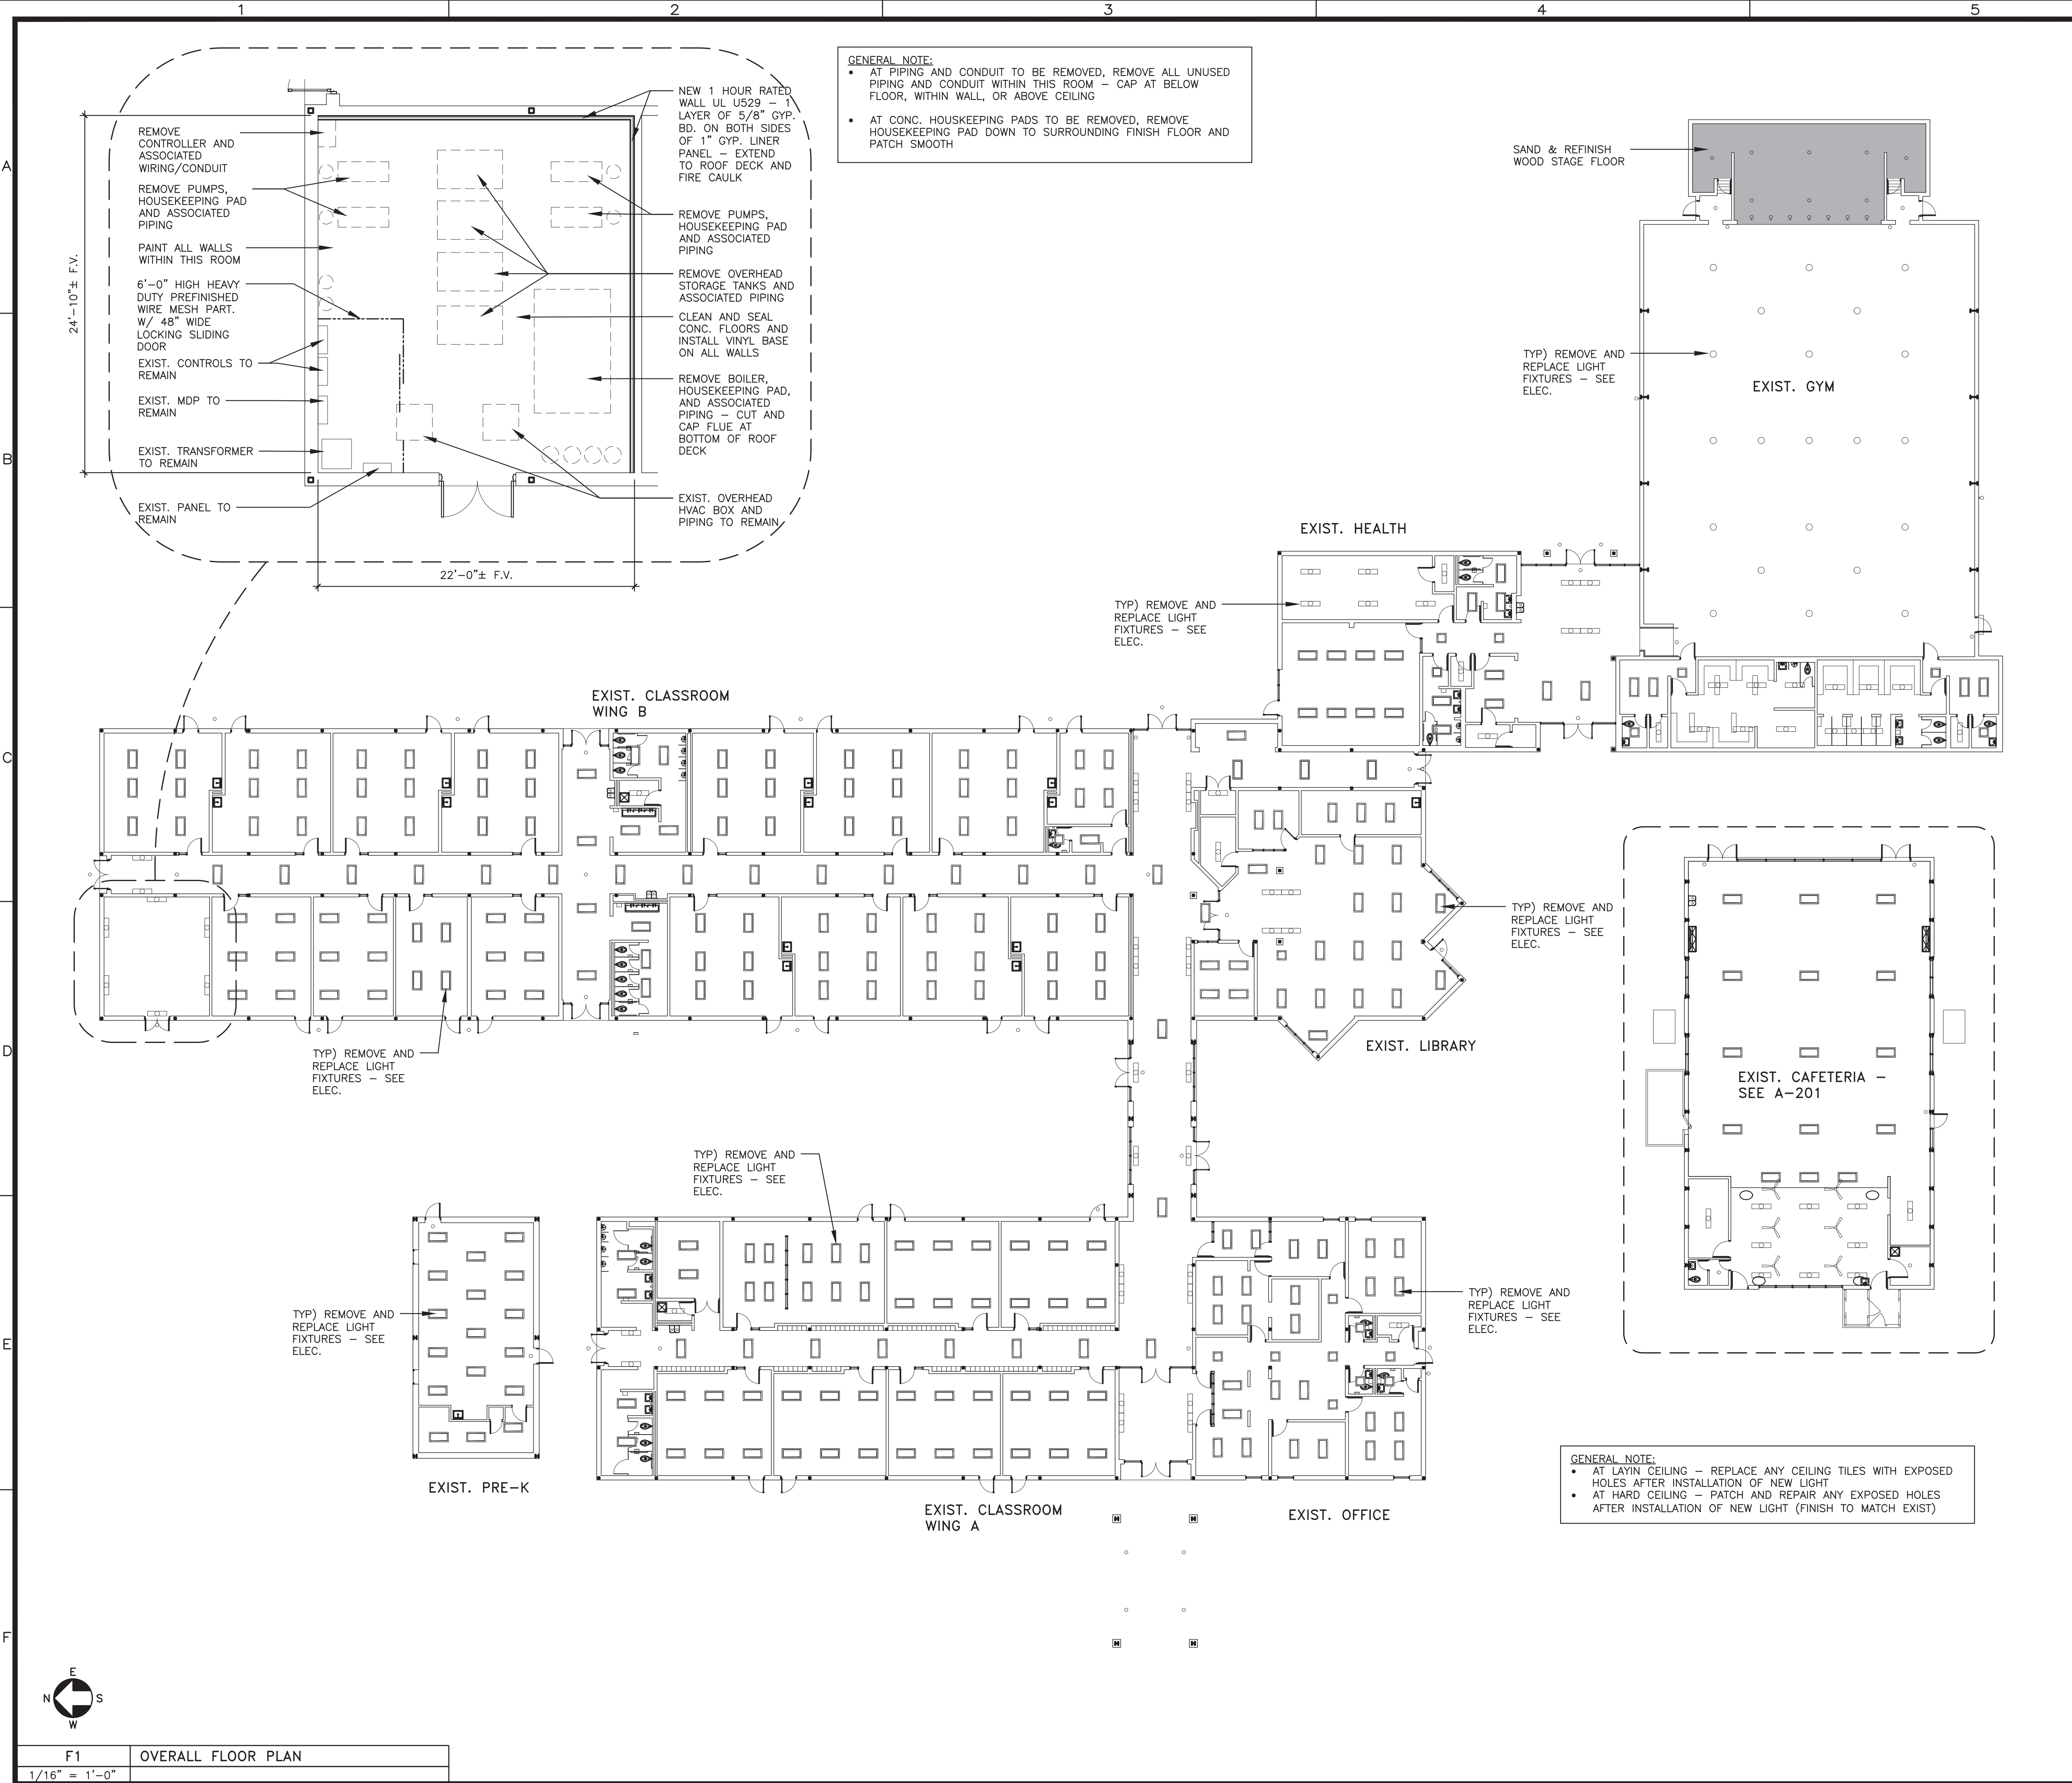 1
2
3
4
5
A
B
C
D
E
F
GENERAL NOTE:
• AT PIPING AND CONDUIT TO BE REMOVED, REMOVE ALL UNUSED
PIPING AND CONDUIT WITHIN THIS ROOM – CAP AT BELOW
FLOOR, WITHIN WALL, OR ABOVE CEILING
• AT CONC. HOUSKEEPING PADS TO BE REMOVED, REMOVE
HOUSEKEEPING PAD DOWN TO SURROUNDING FINISH FLOOR AND
PATCH SMOOTH
REMOVE
CONTROLLER AND
ASSOCIATED
WIRING/CONDUIT
REMOVE PUMPS,
HOUSEKEEPING PAD
AND ASSOCIATED
PIPING
PAINT ALL WALLS
WITHIN THIS ROOM
6'–0" HIGH HEAVY
DUTY PREFINISHED
WIRE MESH PART.
W/ 48" WIDE
LOCKING SLIDING
DOOR
EXIST. CONTROLS TO
REMAIN
EXIST. MDP TO
REMAIN
EXIST. TRANSFORMER
TO REMAIN
EXIST. PANEL TO
REMAIN
24'–10"± F.V.
22'–0"± F.V.
NEW 1 HOUR RATED
WALL UL U529 – 1
LAYER OF 5/8" GYP.
BD. ON BOTH SIDES
OF 1" GYP. LINER
PANEL – EXTEND
TO ROOF DECK AND
FIRE CAULK
REMOVE PUMPS,
HOUSEKEEPING PAD
AND ASSOCIATED
PIPING
REMOVE OVERHEAD
STORAGE TANKS AND
ASSOCIATED PIPING
CLEAN AND SEAL
CONC. FLOORS AND
INSTALL VINYL BASE
ON ALL WALLS
REMOVE BOILER,
HOUSEKEEPING PAD,
AND ASSOCIATED
PIPING – CUT AND
CAP FLUE AT
BOTTOM OF ROOF
DECK
EXIST. OVERHEAD
HVAC BOX AND
PIPING TO REMAIN
SAND & REFINISH
WOOD STAGE FLOOR
TYP) REMOVE AND
REPLACE LIGHT
FIXTURES – SEE
ELEC.
EXIST. GYM
EXIST. HEALTH
TYP) REMOVE AND
REPLACE LIGHT
FIXTURES – SEE
ELEC.
EXIST. CLASSROOM
WING B
TYP) REMOVE AND
REPLACE LIGHT
FIXTURES – SEE
ELEC.
EXIST. LIBRARY
TYP) REMOVE AND
REPLACE LIGHT
FIXTURES – SEE
ELEC.
EXIST. CAFETERIA –
SEE A–201
TYP) REMOVE AND
REPLACE LIGHT
FIXTURES – SEE
ELEC.
TYP) REMOVE AND
REPLACE LIGHT
FIXTURES – SEE
ELEC.
TYP) REMOVE AND
REPLACE LIGHT
FIXTURES – SEE
ELEC.
EXIST. PRE–K
EXIST. CLASSROOM
WING A
EXIST. OFFICE
GENERAL NOTE:
• AT LAYIN CEILING – REPLACE ANY CEILING TILES WITH EXPOSED
HOLES AFTER INSTALLATION OF NEW LIGHT
• AT HARD CEILING – PATCH AND REPAIR ANY EXPOSED HOLES
AFTER INSTALLATION OF NEW LIGHT (FINISH TO MATCH EXIST)
E
N
S
W
F1
OVERALL FLOOR PLAN
1/16" = 1'–0"